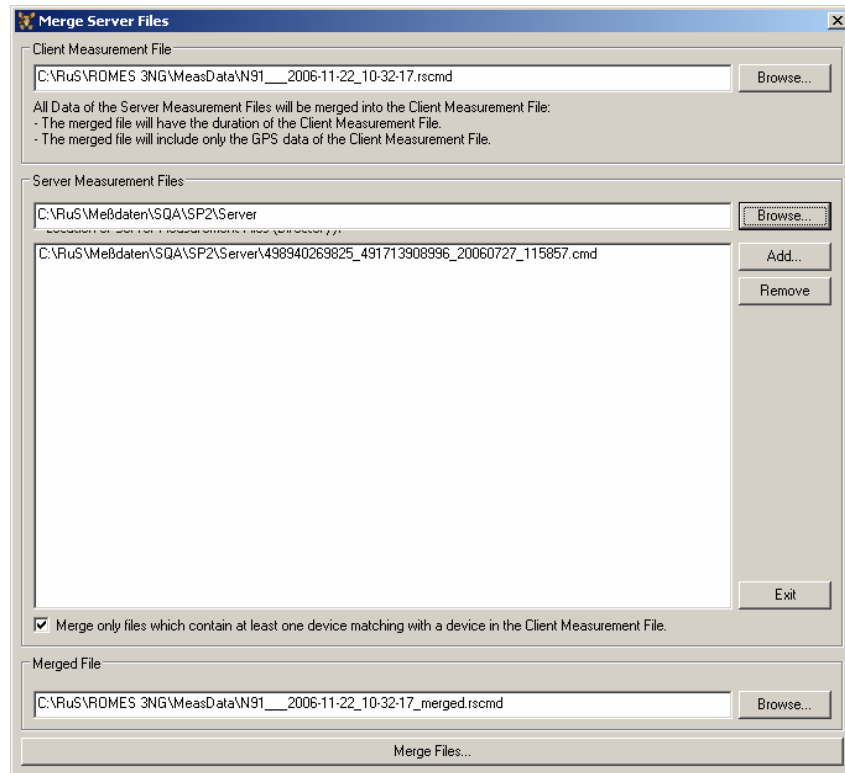 Merge Server Files
Client Measurement File
C:\RuS\ROMES 3NG\MeasData\N91___2006-11-22_10-32-17.rscmd
Browse...
All Data of the Server Measurement Files will be merged into the Client Measurement File:
- The merged file will have the duration of the Client Measurement File.
- The merged file will include only the GPS data of the Client Measurement File.
Server Measurement Files
C:\RuS\Meßdaten\SQA\SP2\Server
Browse...
C:\RuS\Meßdaten\SQA\SP2\Server\498940269825_491713908996_20060727_115857.cmd
Add...
Remove
Exit
Merge only files which contain at least one device matching with a device in the Client Measurement File.
Merged File
C:\RuS\ROMES 3NG\MeasData\N91___2006-11-22_10-32-17_merged.rscmd
Browse...
Merge Files...